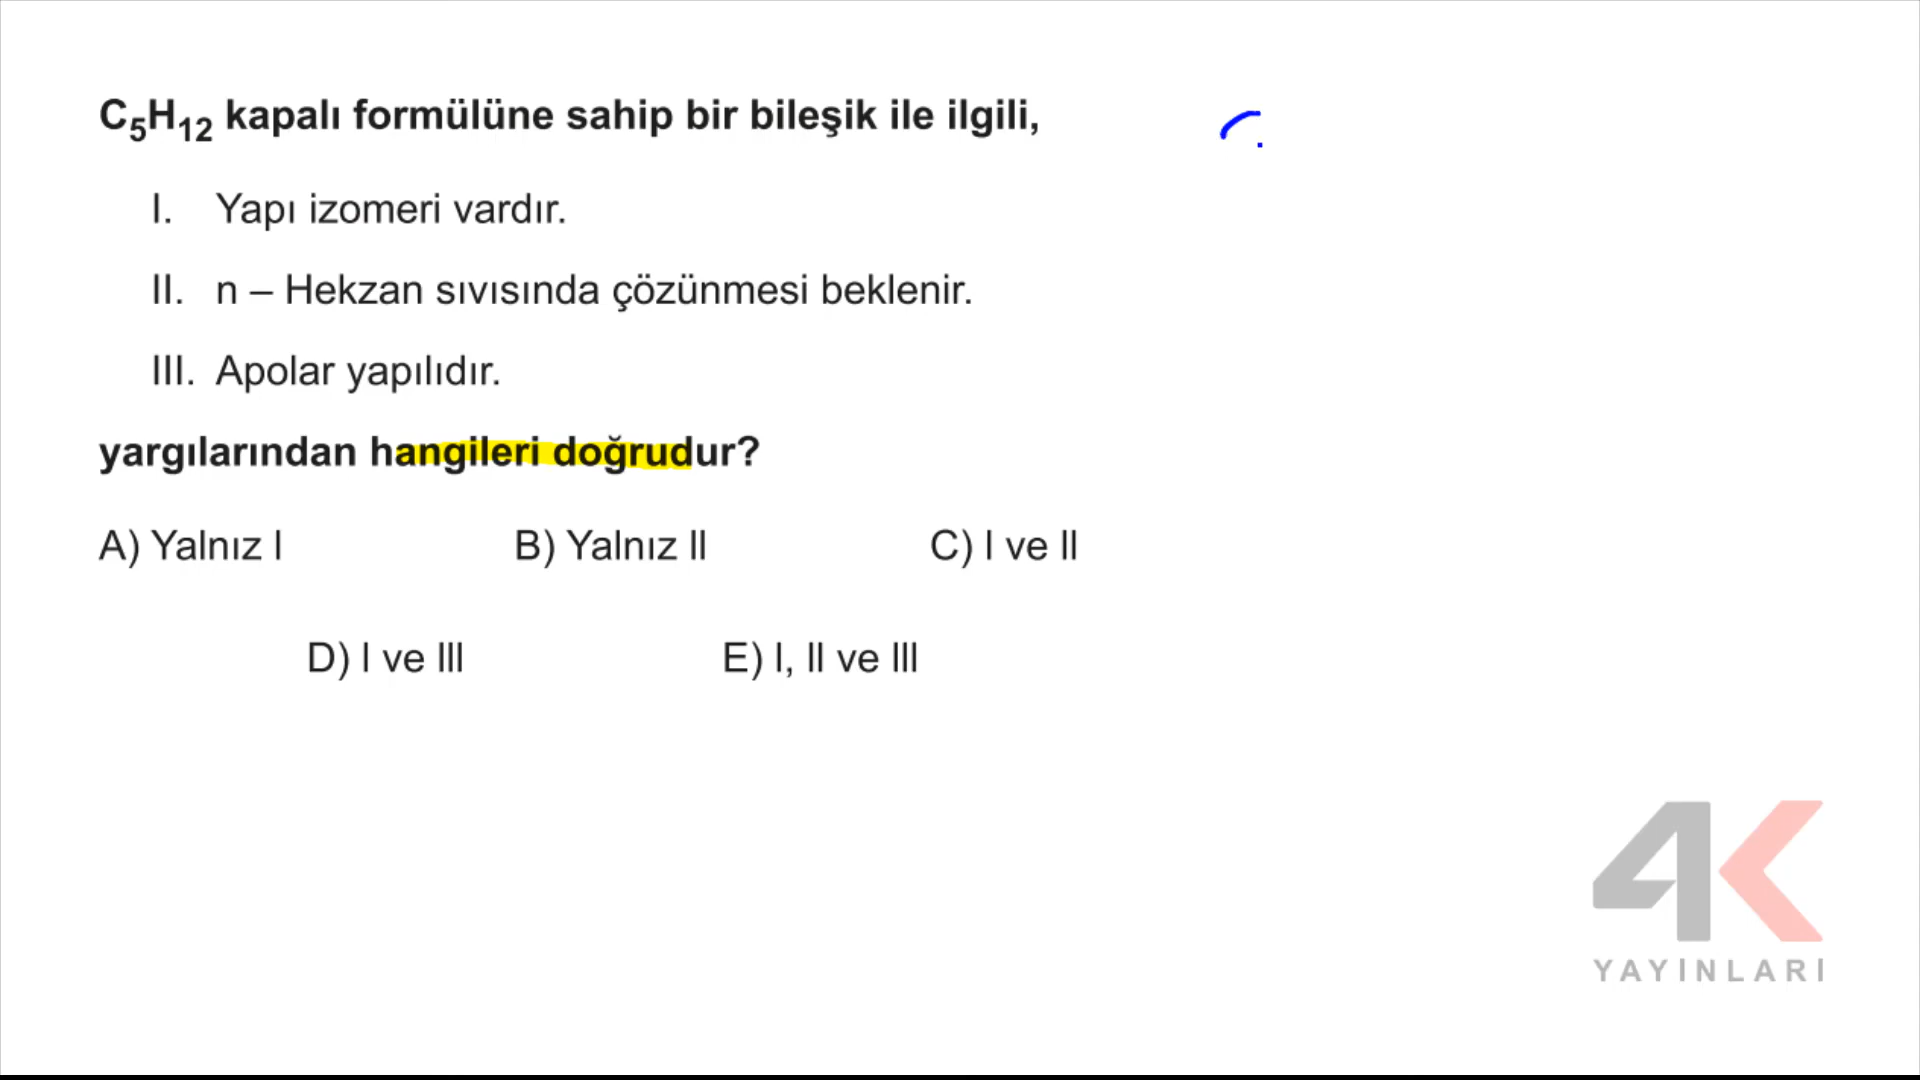 C₅H₁₂ kapalı formülüne sahip bir bileşik ile ilgili,
I. Yapı izomeri vardır.
II. n – Hekzan sıvısında çözünmesi beklenir.
III. Apolar yapılıdır.
yargılarından hangileri doğrudur?
A) Yalnız I B) Yalnız II C) I ve II
D) I ve III E) I, II ve III
4K
YAYINLARI